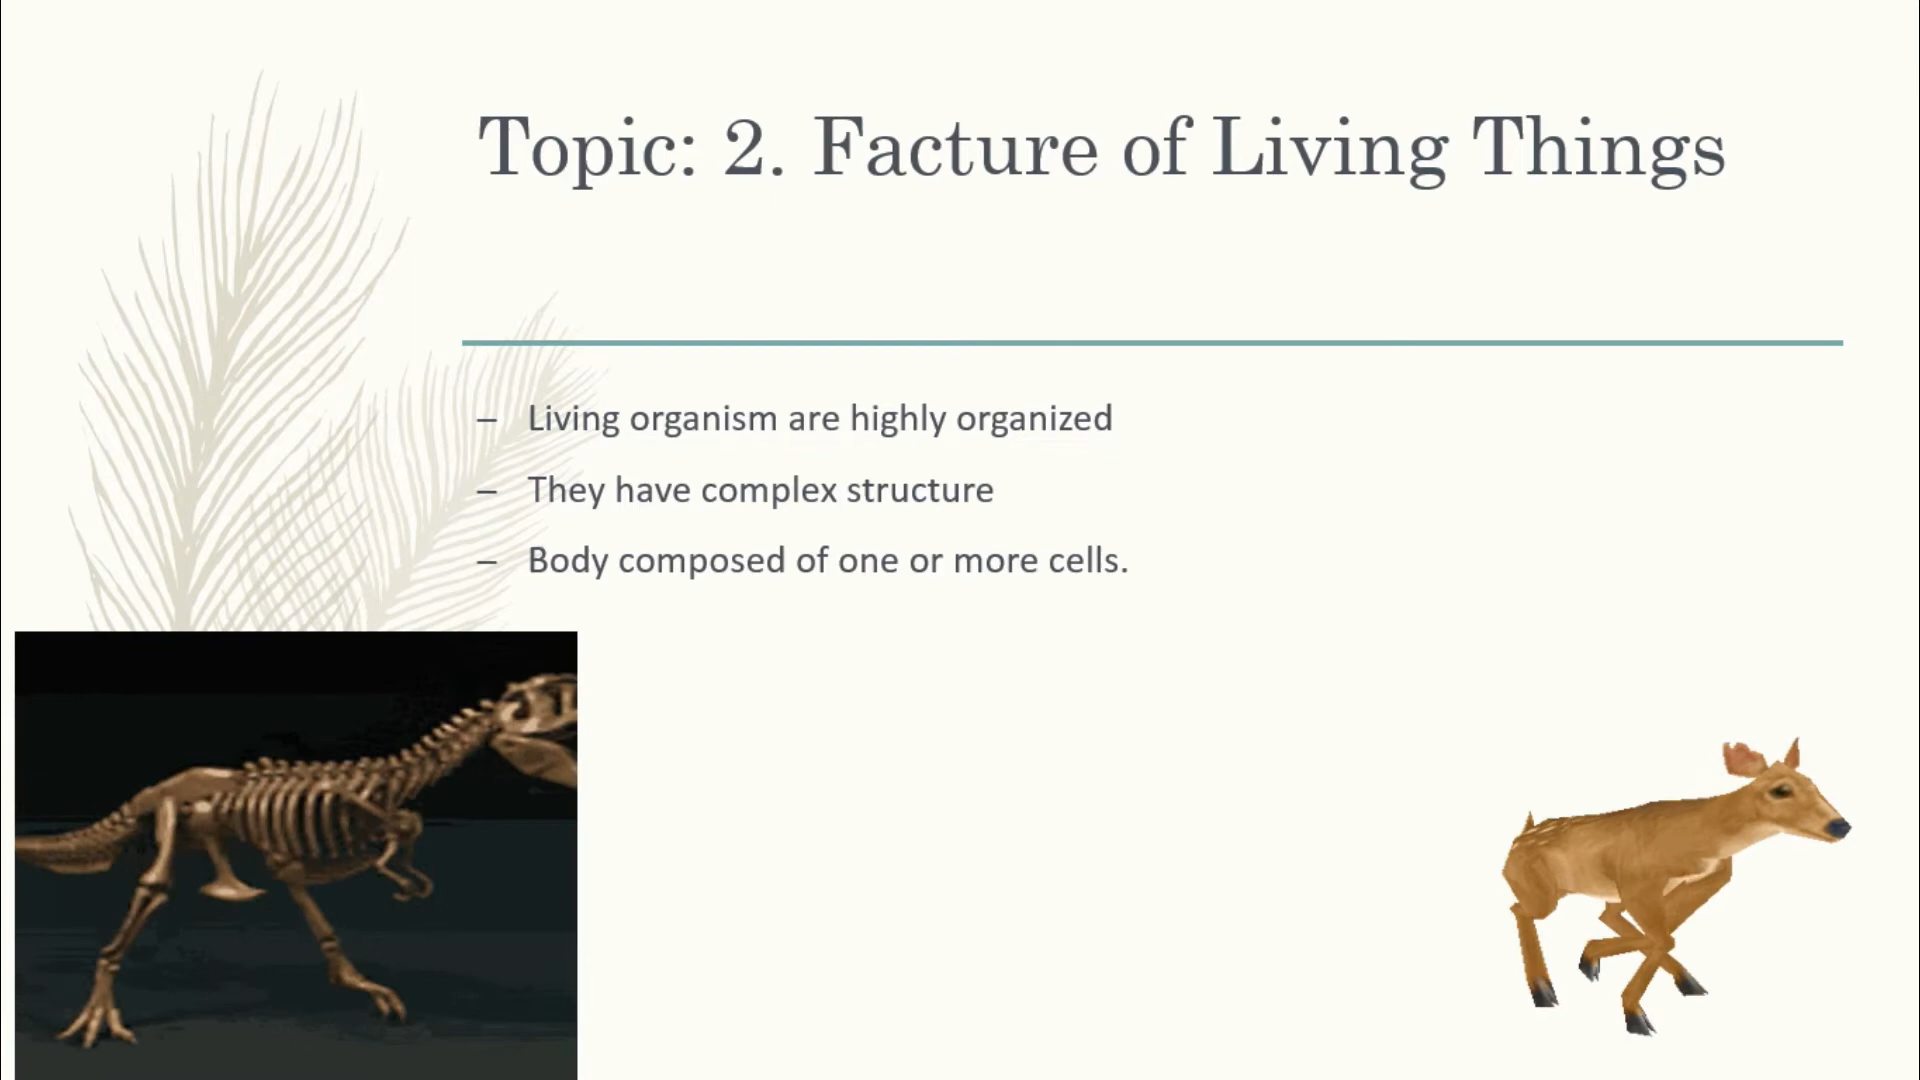 Topic: 2. Facture of Living Things
– Living organism are highly organized
– They have complex structure
– Body composed of one or more cells.